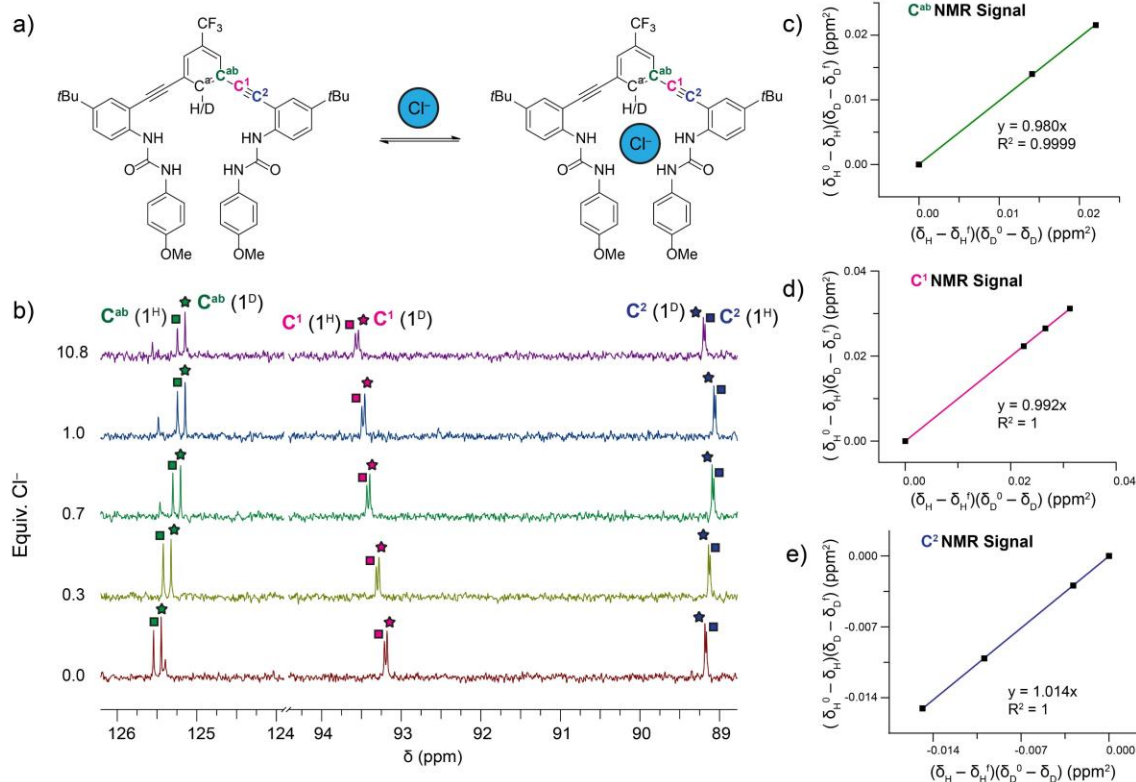 a)
CF₃
Cᵃᵇ
C¹
C²
Cᵃ
H/D
tBu
tBu
NH
HN
O
NH
HN
O
OMe
OMe
Cl⁻
CF₃
Cᵃᵇ
C¹
C²
Cᵃ
H/D
tBu
tBu
NH
HN
Cl⁻
O
NH
HN
O
OMe
OMe
b)
Cᵃᵇ (1ᴴ)
Cᵃᵇ (1ᴰ)
C¹ (1ᴴ)
C¹ (1ᴰ)
C² (1ᴰ)
C² (1ᴴ)
Equiv. Cl⁻
10.8
1.0
0.7
0.3
0.0
126 125 124 94 93 92 91 90 89
δ (ppm)
c)
Cᵃᵇ NMR Signal
(δH⁰ – δH)(δD – δDᶠ) (ppm²)
0.02
0.01
0.00
y = 0.980x
R² = 0.9999
0.00 0.01 0.02
(δH – δHᶠ)(δD⁰ – δD) (ppm²)
d)
C¹ NMR Signal
(δH⁰ – δH)(δD – δDᶠ) (ppm²)
0.04
0.02
0.00
y = 0.992x
R² = 1
0.00 0.02 0.04
(δH – δHᶠ)(δD⁰ – δD) (ppm²)
e)
C² NMR Signal
(δH⁰ – δH)(δD – δDᶠ) (ppm²)
0.000
-0.007
-0.014
y = 1.014x
R² = 1
-0.014 -0.007 0.000
(δH – δHᶠ)(δD⁰ – δD) (ppm²)